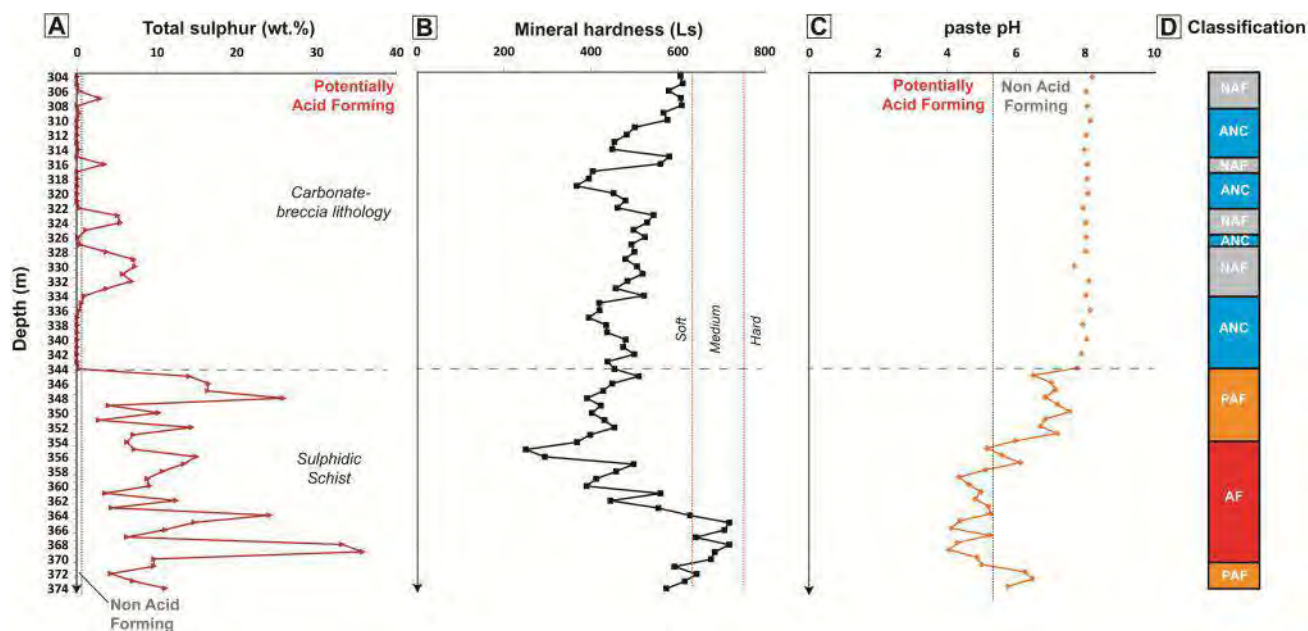 A Total sulphur (wt.%)
0 10 20 30 40
B Mineral hardness (Ls)
0 200 400 600 800
C paste pH
0 2 4 6 8 10
D Classification
Depth (m)
304
306
308
310
312
314
316
318
320
322
324
326
328
330
332
334
336
338
340
342
344
346
348
350
352
354
356
358
360
362
364
366
368
370
372
374
Potentially
Acid Forming
Carbonate-
breccia lithology
Sulphidic
Schist
Non Acid
Forming
Soft
Medium
Hard
Potentially
Acid Forming
Non Acid
Forming
NAF
ANC
NAF
ANC
NAF
ANC
NAF
ANC
PAF
AF
PAF